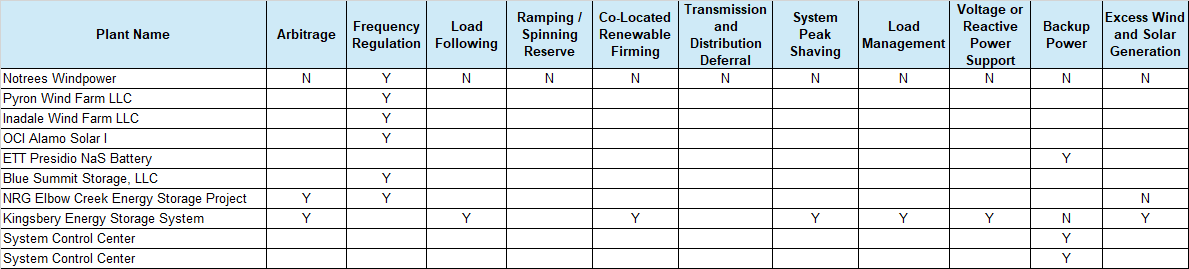 Plant Name Arbitrage Frequency Regulation Load Following Ramping / Spinning Reserve Co-Located Renewable Firming Transmission and Distribution Deferral System Peak Shaving Load Management Voltage or Reactive Power Support Backup Power Excess Wind and Solar Generation
Notrees Windpower N Y N N N N N N N N N
Pyron Wind Farm LLC Y
Inadale Wind Farm LLC Y
OCI Alamo Solar I Y
ETT Presidio NaS Battery Y
Blue Summit Storage, LLC Y
NRG Elbow Creek Energy Storage Project Y Y N
Kingsbery Energy Storage System Y Y Y Y Y Y N Y
System Control Center Y
System Control Center Y